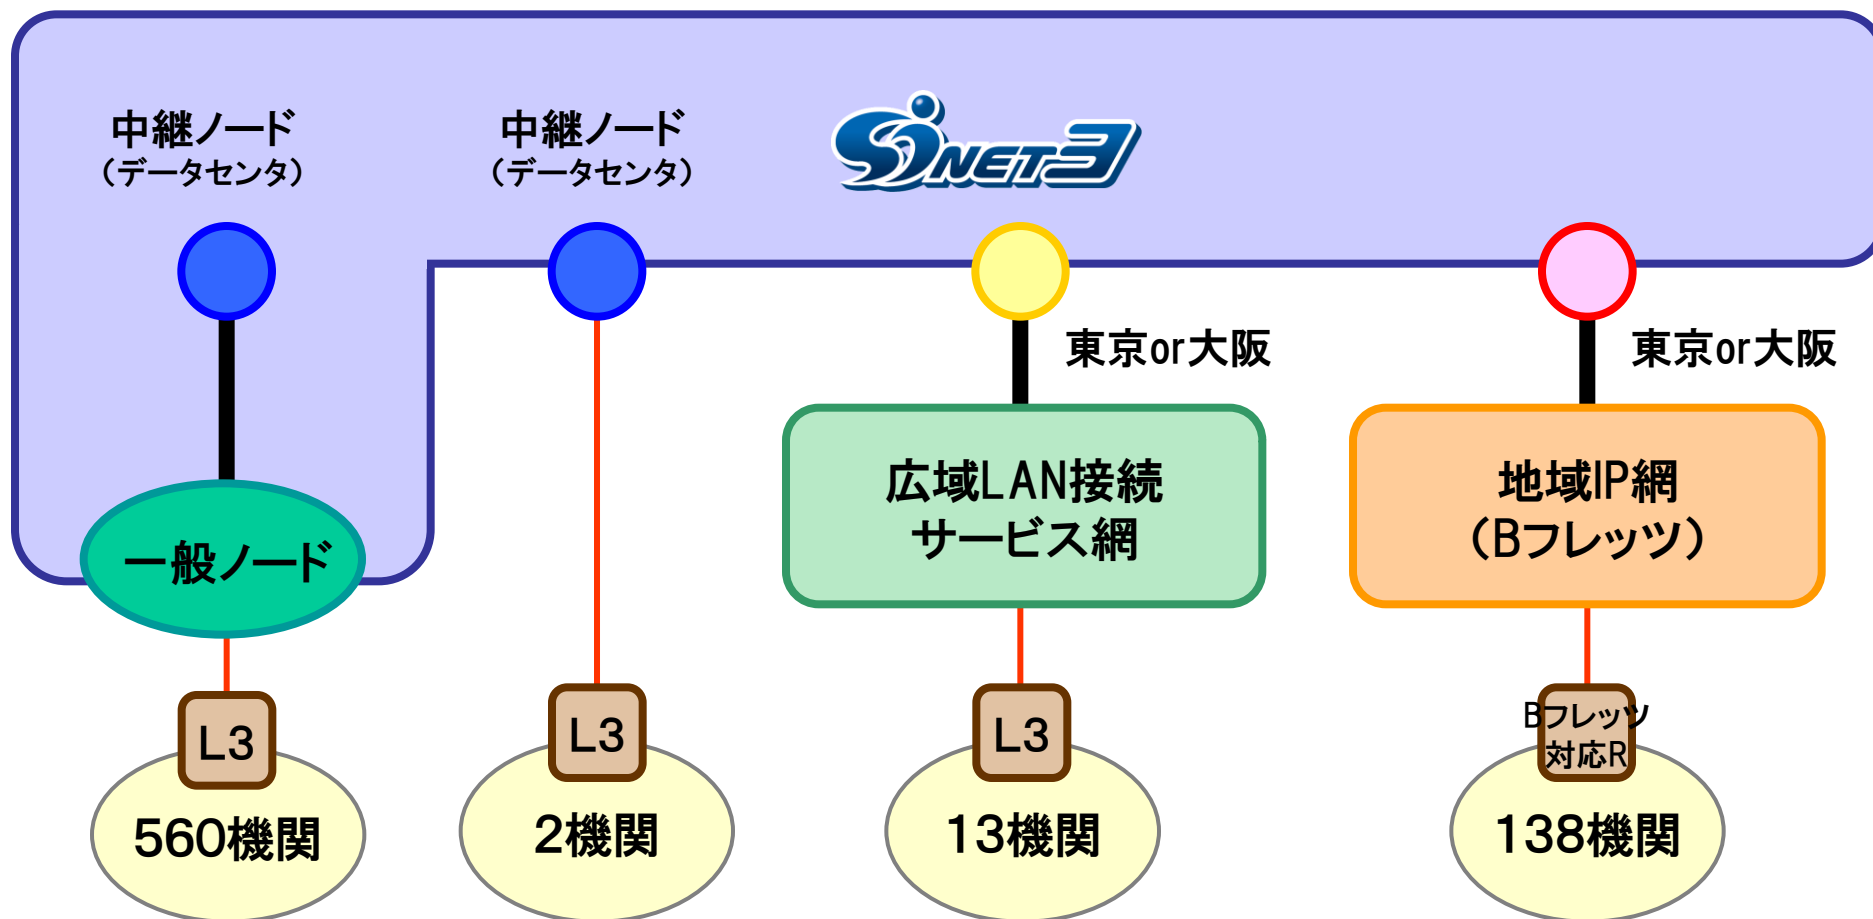 中継ノード
（データセンタ）
中継ノード
（データセンタ）
SINET3
東京or大阪
東京or大阪
一般ノード
広域LAN接続
サービス網
地域IP網
（Bフレッツ）
L3
L3
L3
Bフレッツ
対応R
560機関
2機関
13機関
138機関